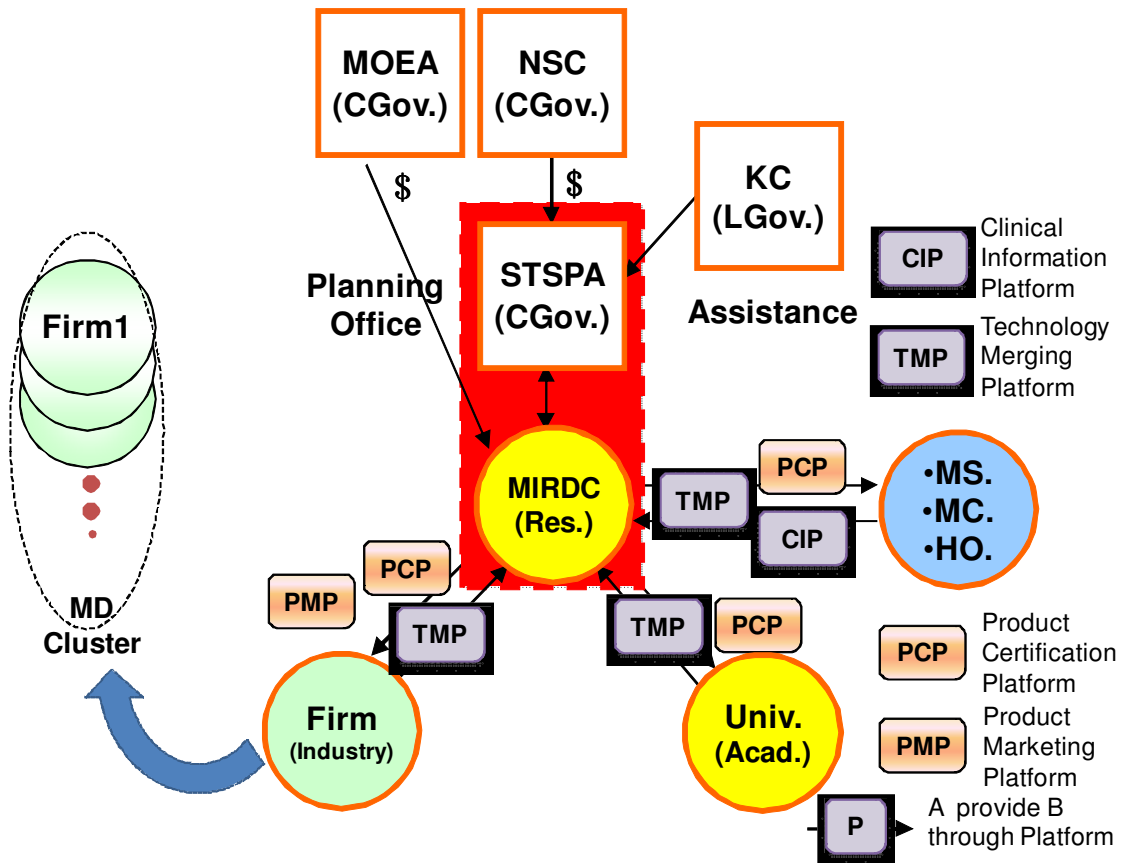 MOEA
(CGov.)
NSC
(CGov.)
$
$
KC
(LGov.)
STSPA
(CGov.)
Planning
Office
Assistance
CIP
Clinical
Information
Platform
TMP
Technology
Merging
Platform
Firm1
MD
Cluster
MIRDC
(Res.)
PCP
TMP
CIP
•MS.
•MC.
•HO.
PCP
PMP
TMP
TMP
PCP
Firm
(Industry)
Univ.
(Acad.)
PCP
Product
Certification
Platform
PMP
Product
Marketing
Platform
P
A provide B
through Platform